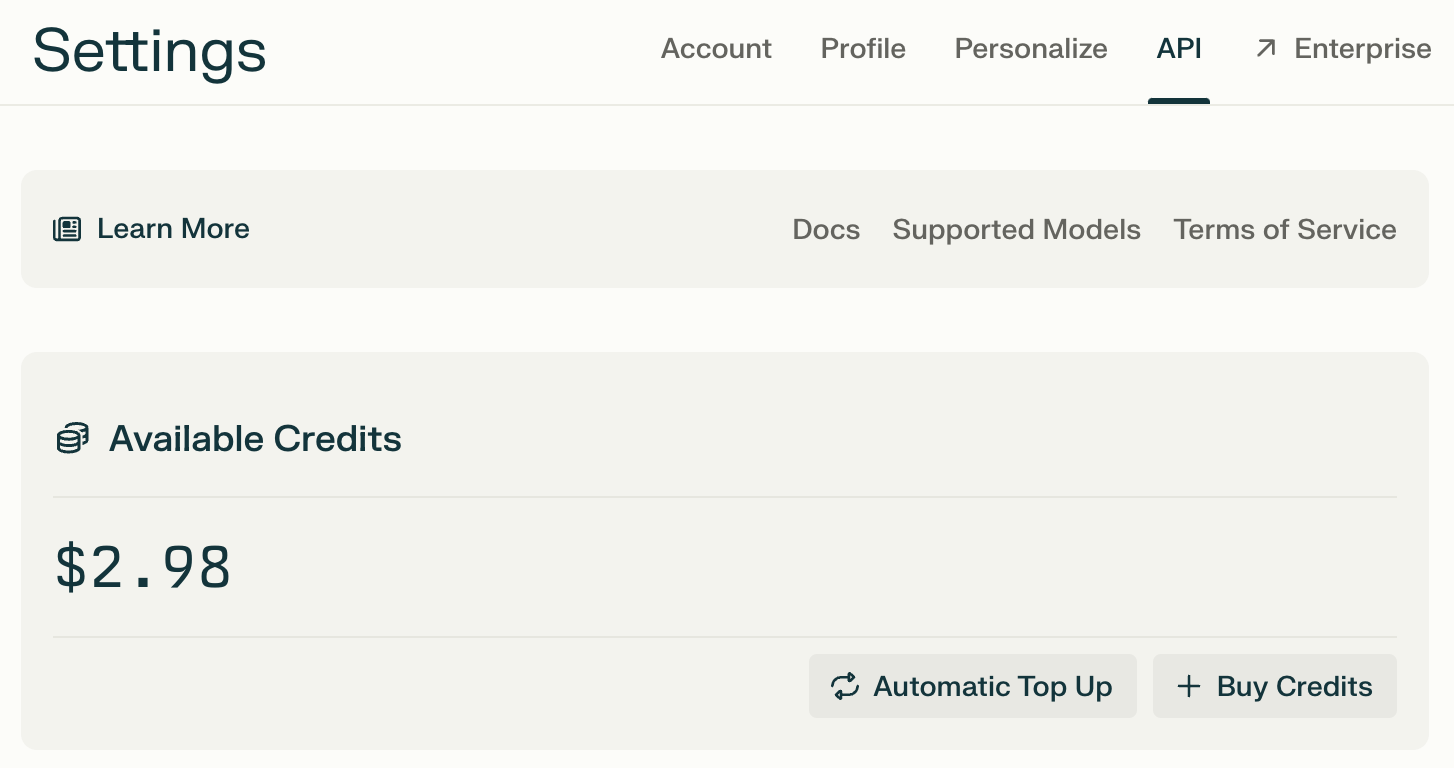 Settings Account Profile Personalize API Enterprise
Learn More Docs Supported Models Terms of Service
Available Credits
$2.98
Automatic Top Up Buy Credits